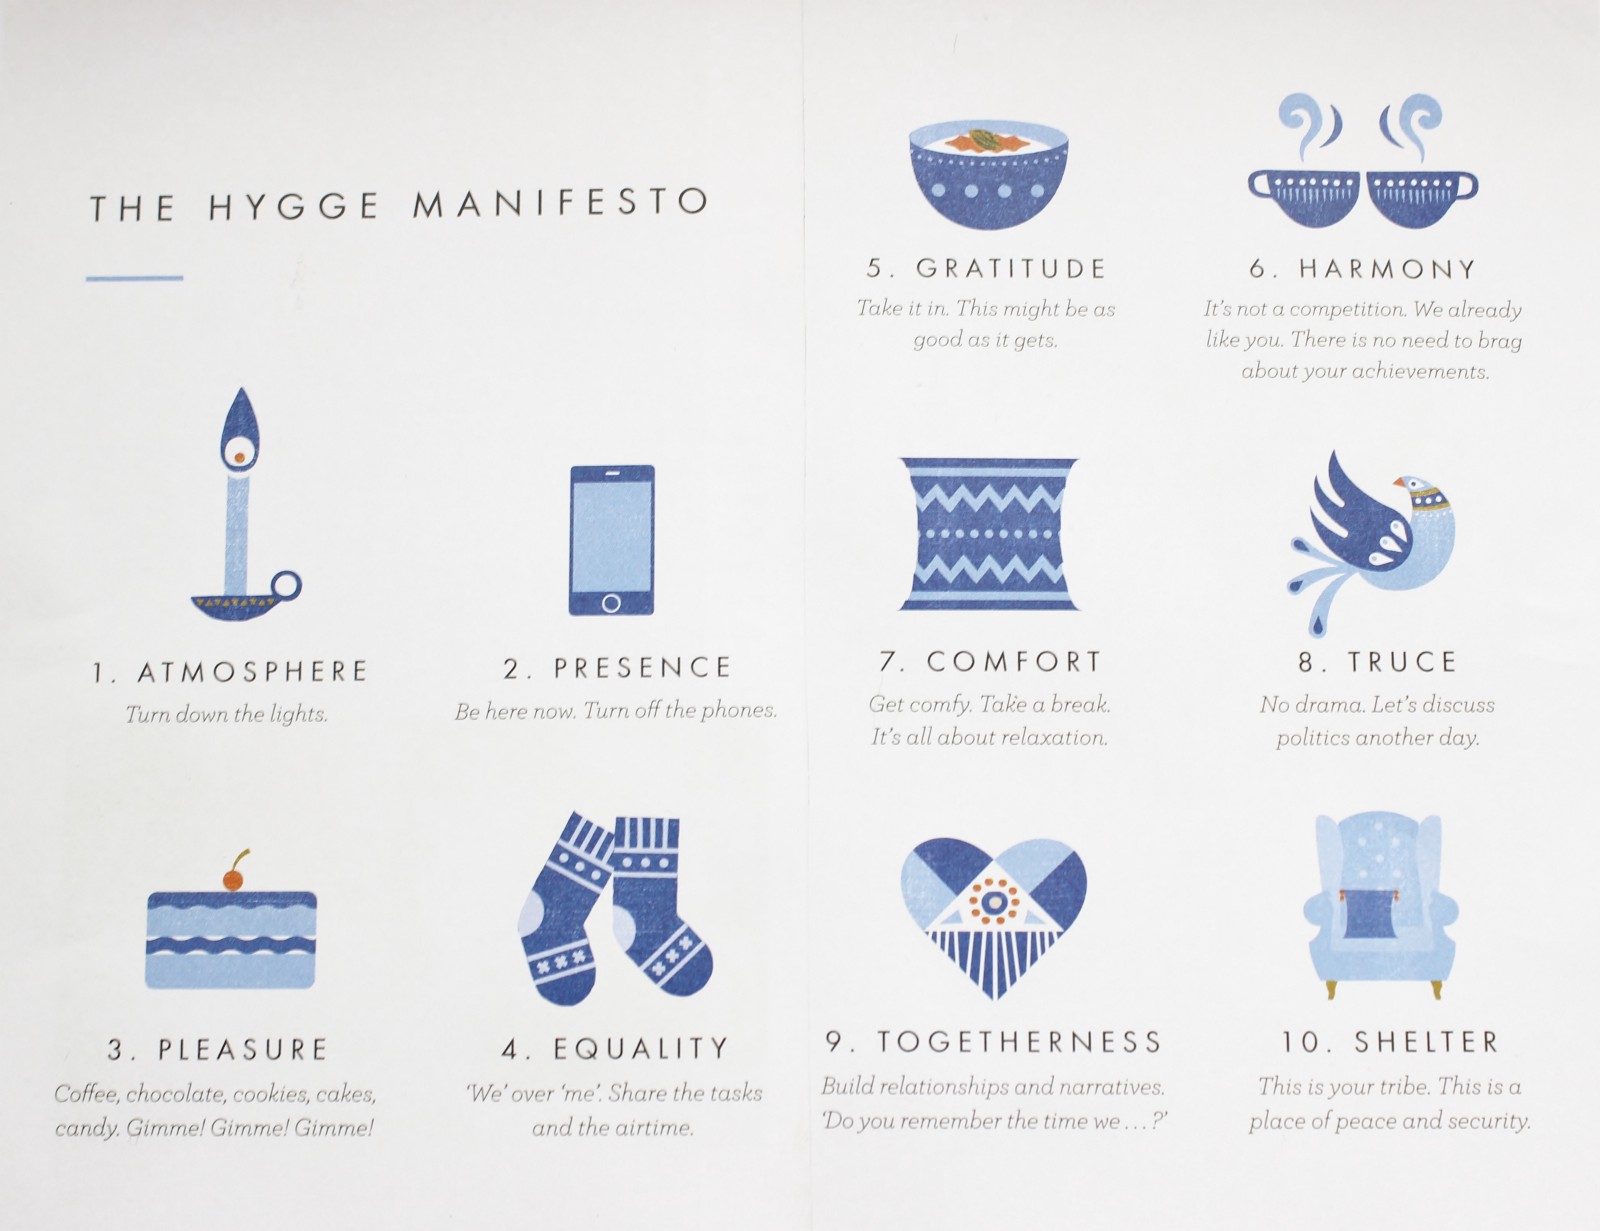 THE HYGGE MANIFESTO
1. ATMOSPHERE
Turn down the lights.
2. PRESENCE
Be here now. Turn off the phones.
3. PLEASURE
Coffee, chocolate, cookies, cakes,
candy. Gimme! Gimme! Gimme!
4. EQUALITY
‘We’ over ‘me’. Share the tasks
and the airtime.
5. GRATITUDE
Take it in. This might be as
good as it gets.
6. HARMONY
It’s not a competition. We already
like you. There is no need to brag
about your achievements.
7. COMFORT
Get comfy. Take a break.
It’s all about relaxation.
8. TRUCE
No drama. Let’s discuss
politics another day.
9. TOGETHERNESS
Build relationships and narratives.
‘Do you remember the time we . . . ?’
10. SHELTER
This is your tribe. This is a
place of peace and security.